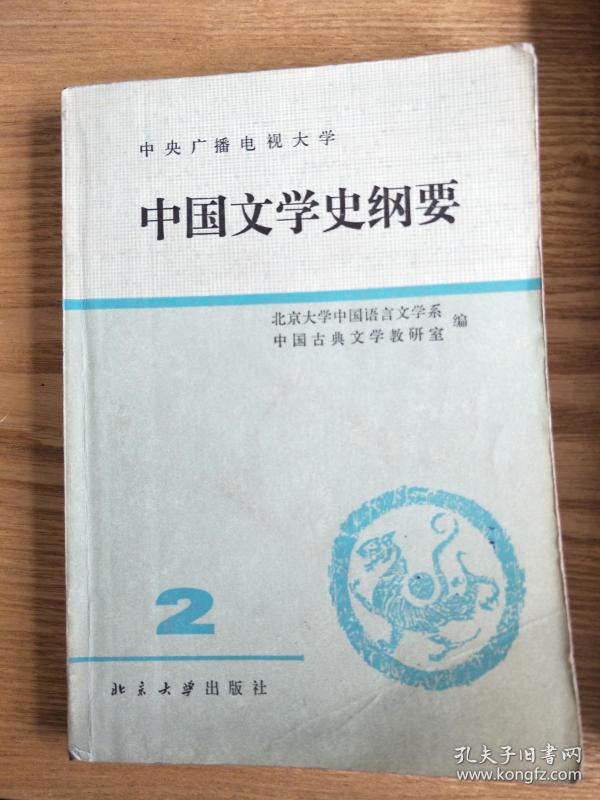 中央广播电视大学
中国文学史纲要
北京大学中国语言文学系
中国古典文学教研室
编
2
北京大学出版社
孔夫子旧书网
www.kongfz.com